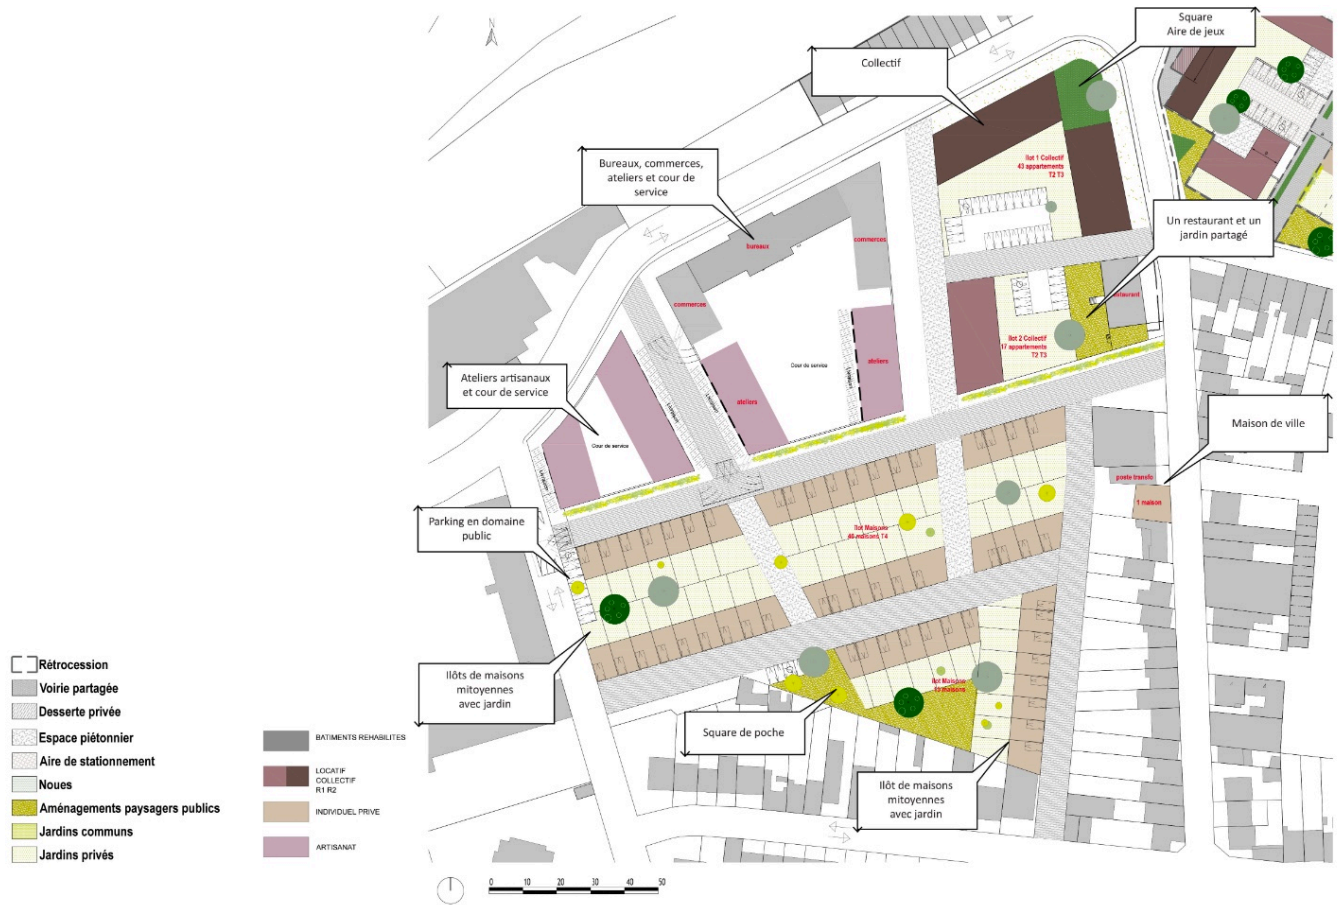 Square
Aire de jeux
Collectif
Ilot 1 Collectif
43 appartements
T2 T3
Bureaux, commerces,
ateliers et cour de
service
bureaux
commerces
commerces
Un restaurant et un
jardin partagé
restaurant
Ilot 2 Collectif
17 appartements
T2 T3
Ateliers artisanaux
et cour de service
Cour de service
ateliers
ateliers
Cour de service
Livraison
Livraison
Livraison
Livraison
Maison de ville
poste transfo
1 maison
Parking en domaine
public
Ilot Maisons
T4
Ilôts de maisons
mitoyennes
avec jardin
Ilot Maisons
maisons
Square de poche
Ilôt de maisons
mitoyennes
avec jardin
Rétrocession
Voirie partagée
Desserte privée
Espace piétonnier
Aire de stationnement
Noues
Aménagements paysagers publics
Jardins communs
Jardins privés
BATIMENTS REHABILITES
LOCATIF
COLLECTIF
R1 R2
INDIVIDUEL PRIVE
ARTISANAT
0 10 20 30 40 50